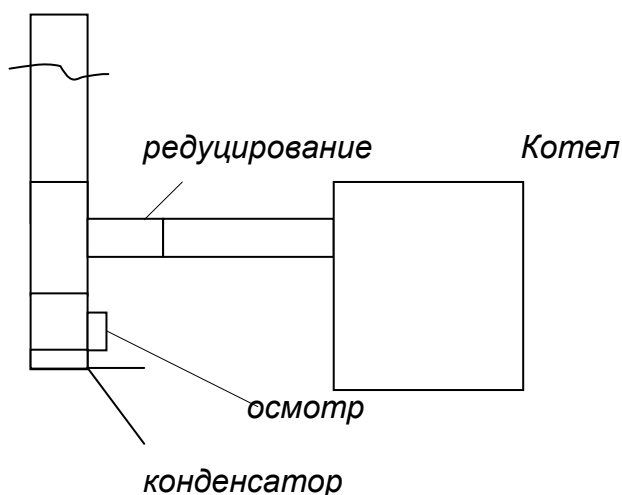 редуцирование
Котел
осмотр
конденсатор